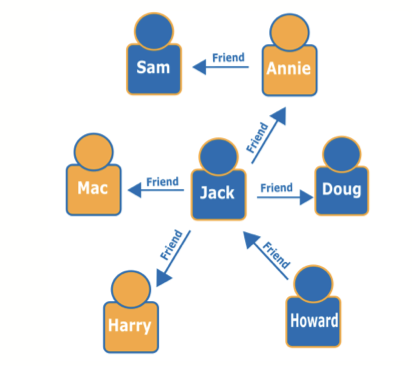 Sam
Friend
Annie
Friend
Mac
Friend
Jack
Friend
Doug
Friend
Friend
Harry
Howard